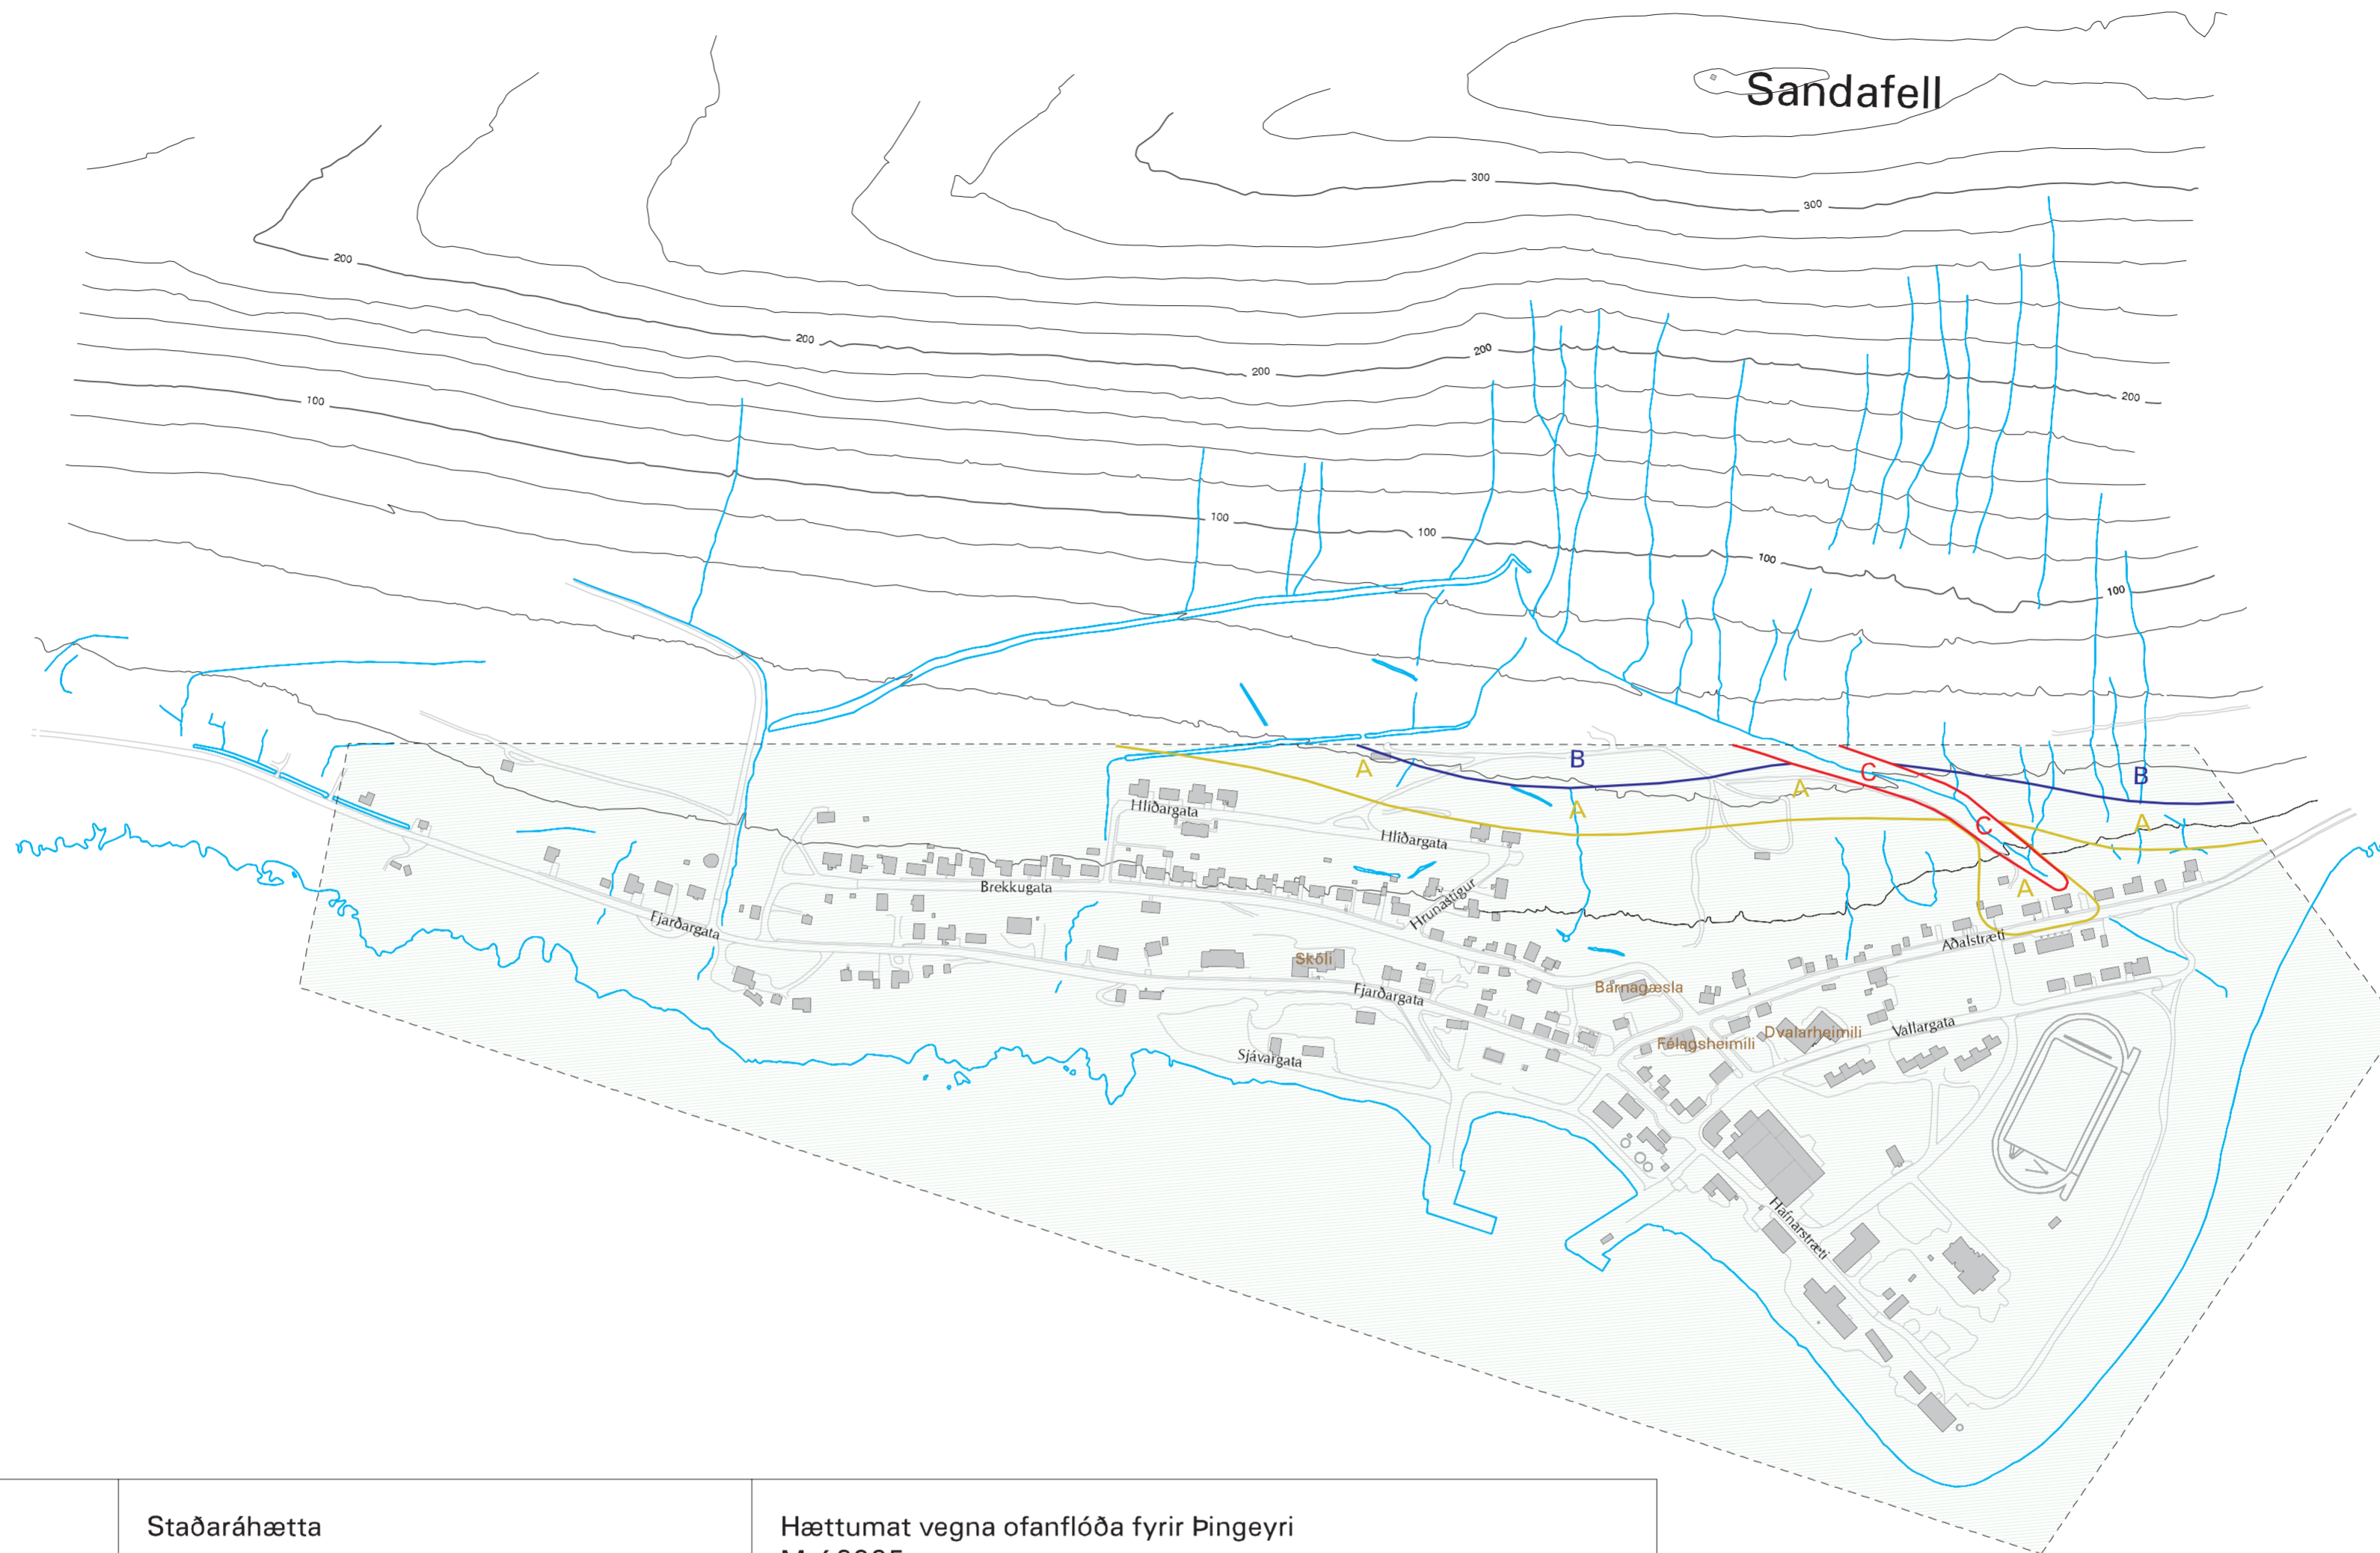 Sandafell
300
300
200
200
200
200
200
100
100
100
100
100
B
A
C
B
A
A
C
A
A
Hlíðargata
Hlíðargata
Brekkugata
Hrunastígur
Fjarðargata
Aðalstræti
Skóli
Barnagæsla
Fjarðargata
Félagsheimili
Dvalarheimili
Vallargata
Sjávargata
Hafnarstræti
Staðaráhætta
Hættumat vegna ofanflóða fyrir Þingeyri